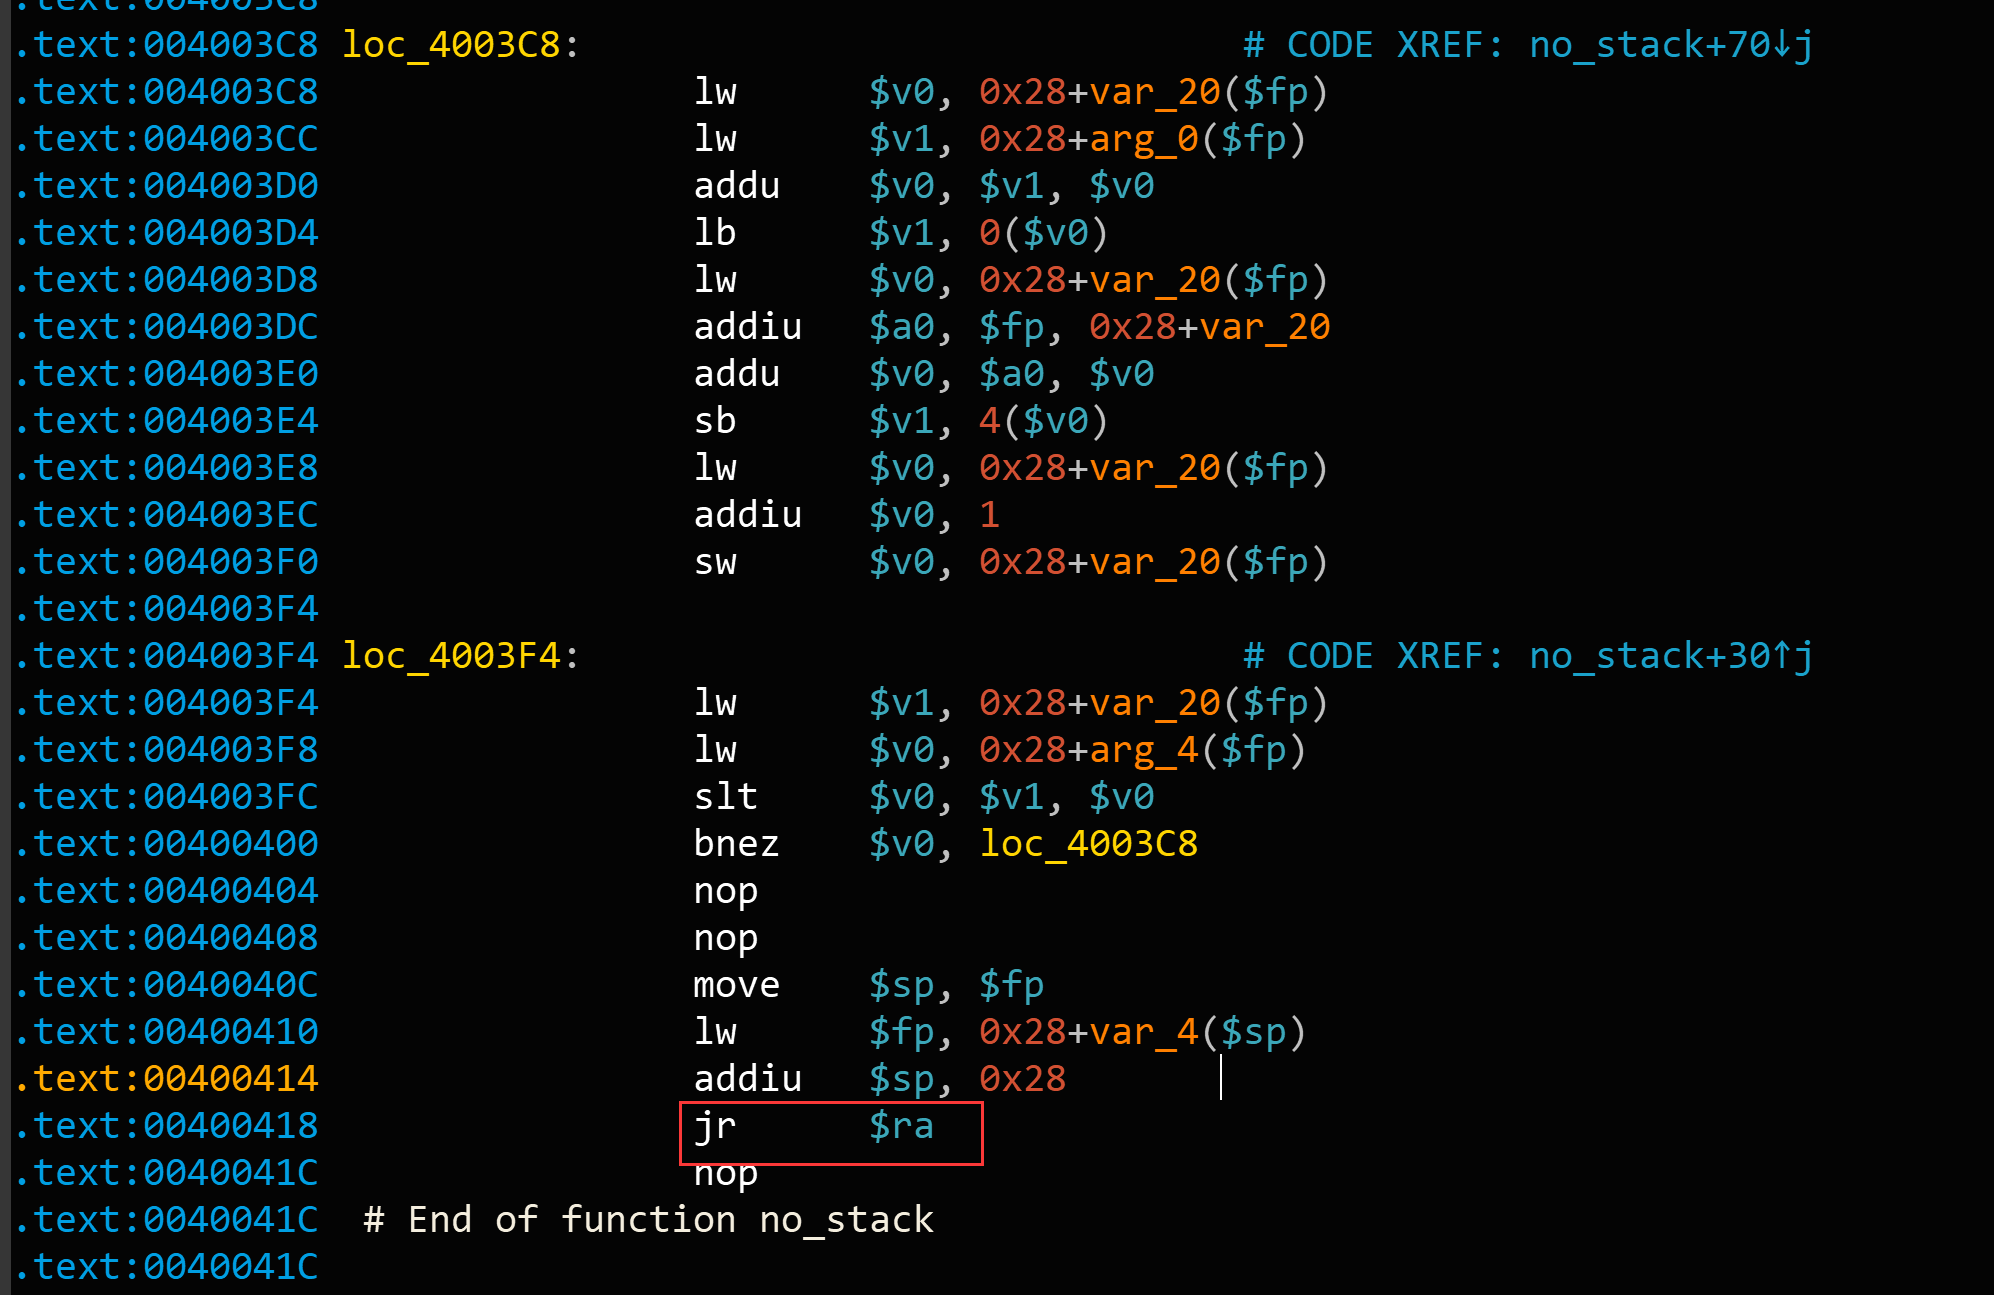 .text:004003C8
.text:004003C8 loc_4003C8: # CODE XREF: no_stack+70↓j
.text:004003C8 lw $v0, 0x28+var_20($fp)
.text:004003CC lw $v1, 0x28+arg_0($fp)
.text:004003D0 addu $v0, $v1, $v0
.text:004003D4 lb $v1, 0($v0)
.text:004003D8 lw $v0, 0x28+var_20($fp)
.text:004003DC addiu $a0, $fp, 0x28+var_20
.text:004003E0 addu $v0, $a0, $v0
.text:004003E4 sb $v1, 4($v0)
.text:004003E8 lw $v0, 0x28+var_20($fp)
.text:004003EC addiu $v0, 1
.text:004003F0 sw $v0, 0x28+var_20($fp)
.text:004003F4
.text:004003F4 loc_4003F4: # CODE XREF: no_stack+30↑j
.text:004003F4 lw $v1, 0x28+var_20($fp)
.text:004003F8 lw $v0, 0x28+arg_4($fp)
.text:004003FC slt $v0, $v1, $v0
.text:00400400 bnez $v0, loc_4003C8
.text:00400404 nop
.text:00400408 nop
.text:0040040C move $sp, $fp
.text:00400410 lw $fp, 0x28+var_4($sp)
.text:00400414 addiu $sp, 0x28
.text:00400418 jr $ra
.text:0040041C nop
.text:0040041C # End of function no_stack
.text:0040041C